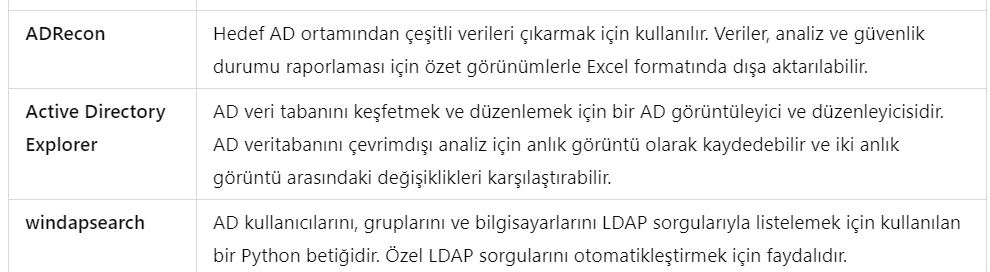 ADRecon
Hedef AD ortamından çeşitli verileri çıkarmak için kullanılır. Veriler, analiz ve güvenlik
durumu raporlaması için özet görünümlerle Excel formatında dışa aktarılabilir.
Active Directory
Explorer
AD veri tabanını keşfetmek ve düzenlemek için bir AD görüntüleyici ve düzenleyicisidir.
AD veritabanını çevrimdışı analiz için anlık görüntü olarak kaydedebilir ve iki anlık
görüntü arasındaki değişiklikleri karşılaştırabilir.
windapsearch
AD kullanıcılarını, gruplarını ve bilgisayarlarını LDAP sorgularıyla listelemek için kullanılan
bir Python betiğidir. Özel LDAP sorgularını otomatikleştirmek için faydalıdır.